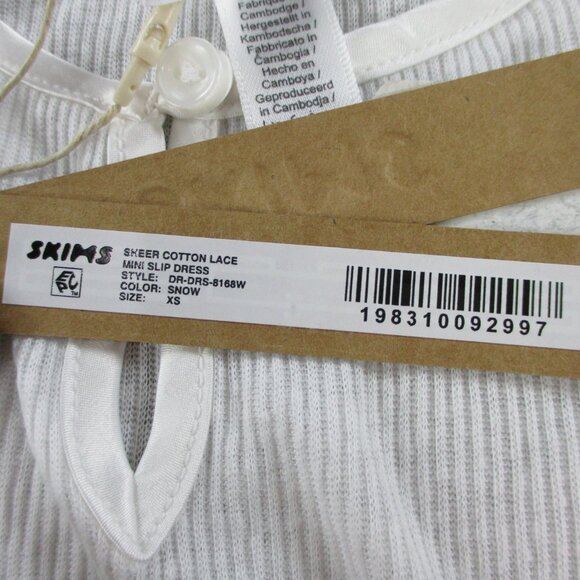 Cambodge /
Hergestellt in
Kambodscha /
Fabbricato in
Cambogia /
Hecho en
Camboya /
Geproduceerd
in Cambodja /
SKIMS
SHEER COTTON LACE
MINI SLIP DRESS
STYLE: DR-DRS-8168W
COLOR: SNOW
SIZE: XS
198310092997